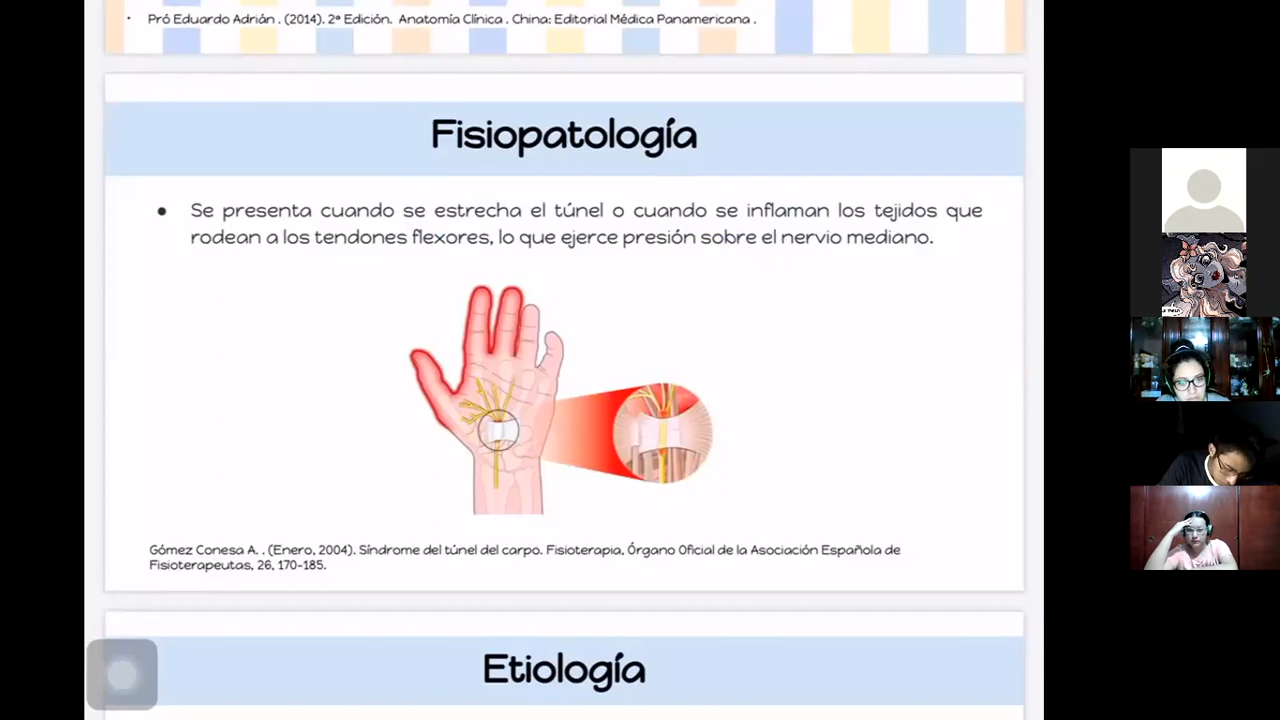 · Pró Eduardo Adrián . (2014). 2ª Edición. Anatomía Clínica . China: Editorial Médica Panamericana .
Fisiopatología
● Se presenta cuando se estrecha el túnel o cuando se inflaman los tejidos que
rodean a los tendones flexores, lo que ejerce presión sobre el nervio mediano.
Gómez Conesa A. . (Enero, 2004). Síndrome del túnel del carpo. Fisioterapia, Órgano Oficial de la Asociación Española de
Fisioterapeutas, 26, 170-185.
Etiología